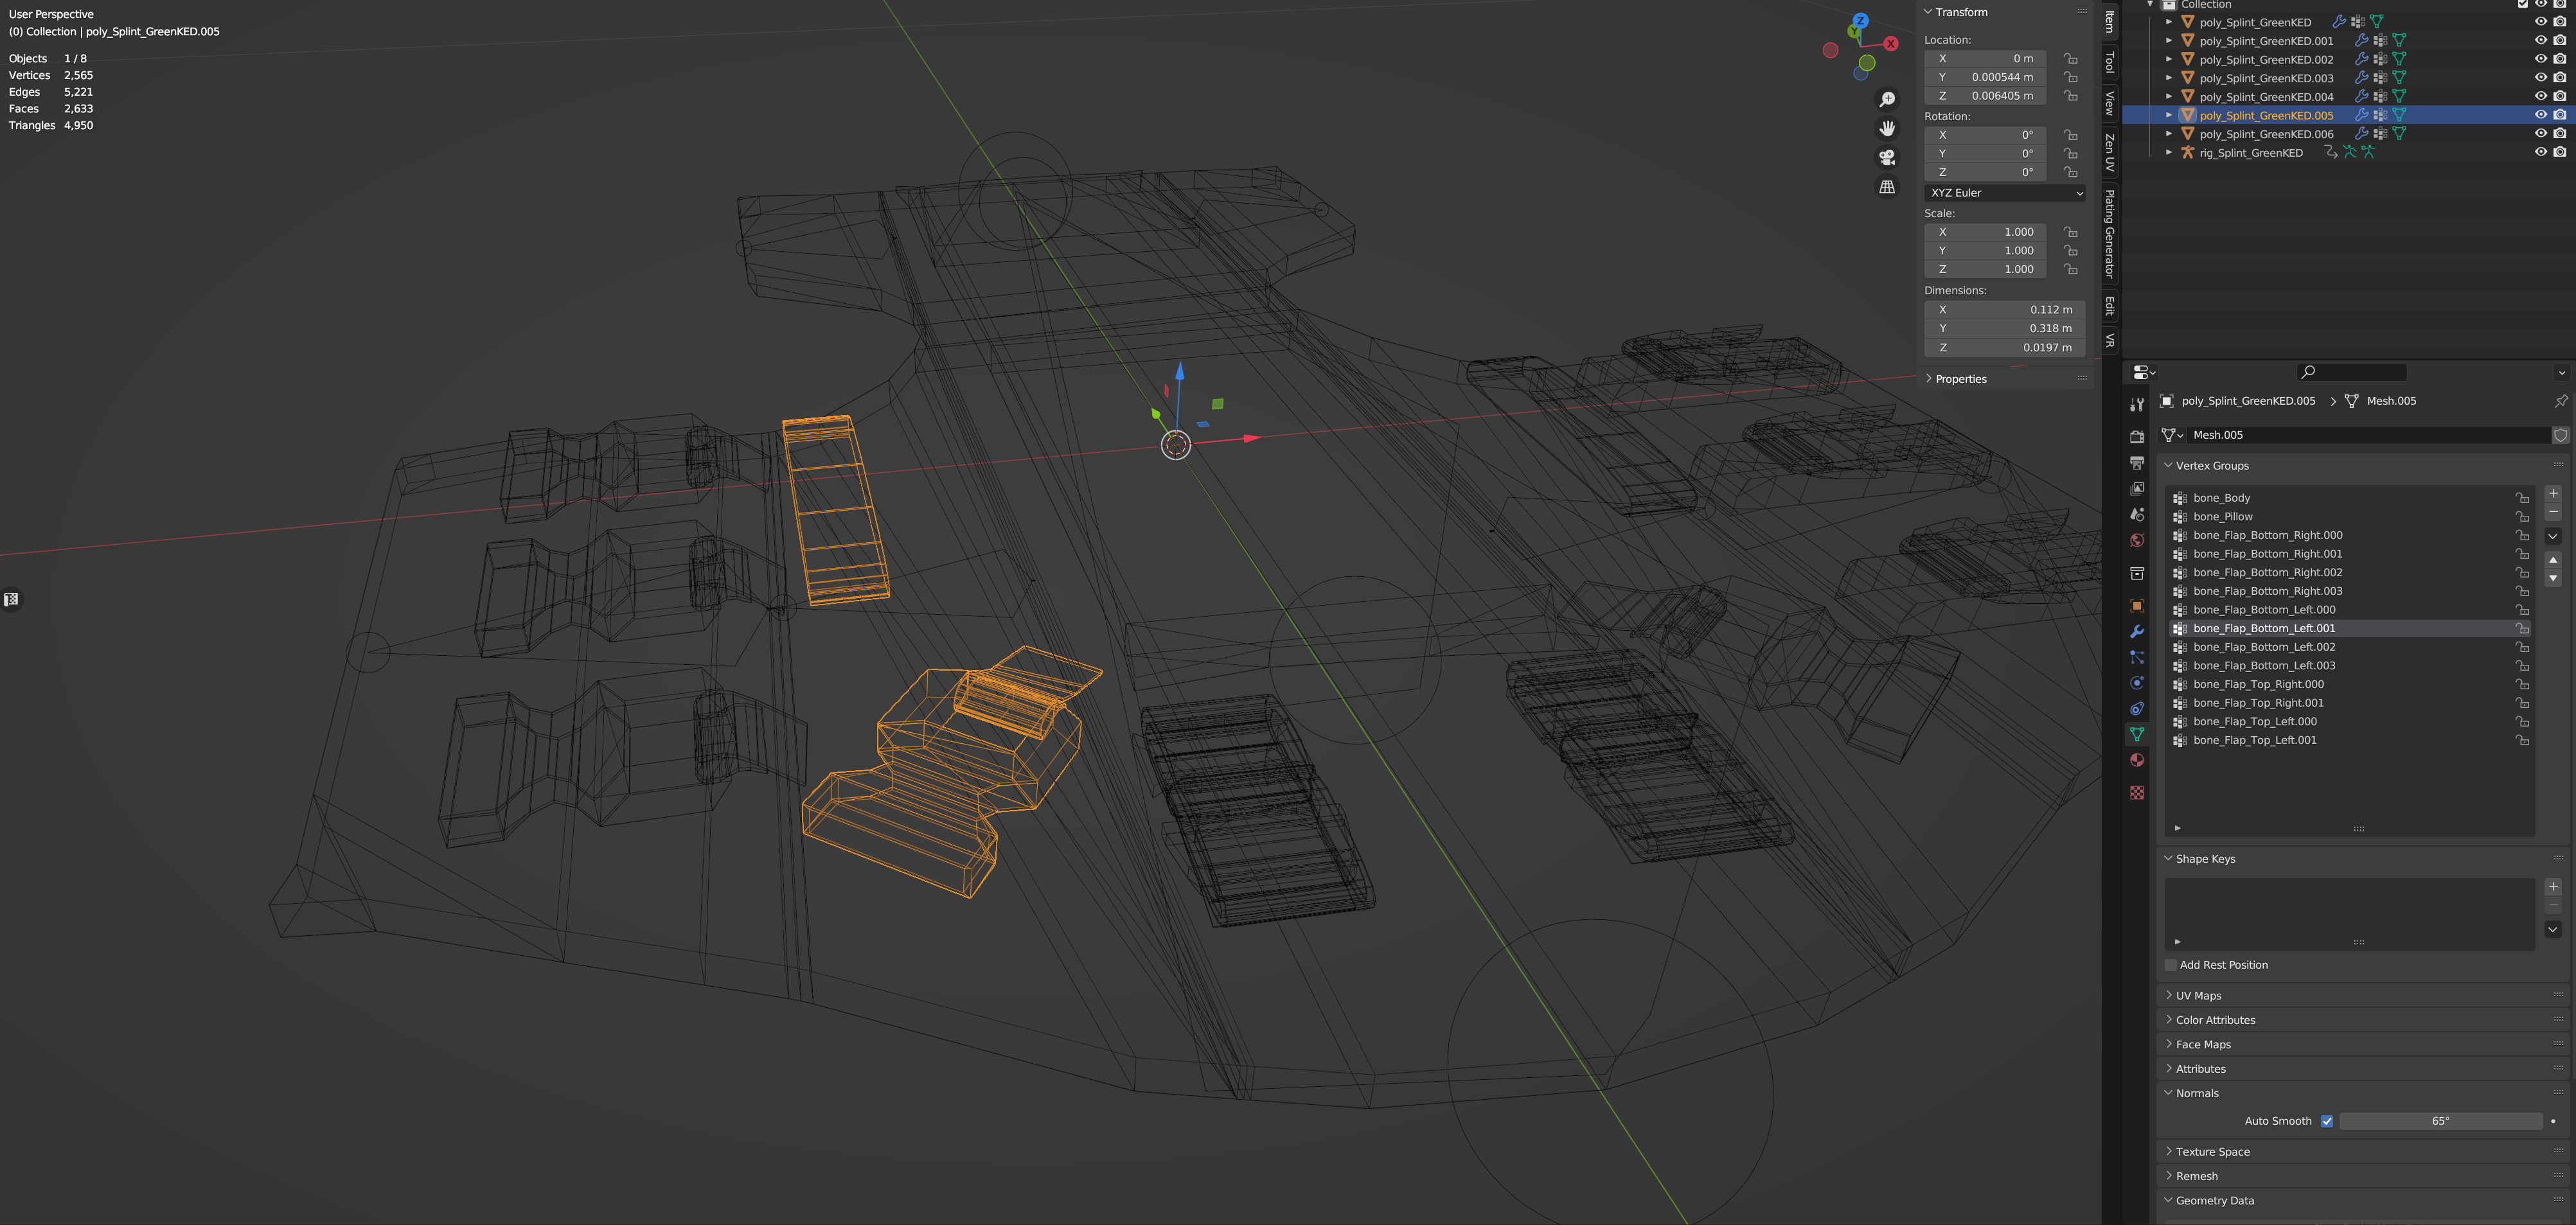 User Perspective
(0) Collection | poly_Splint_GreenKED.005
Objects 1 / 8
Vertices 2,565
Edges 5,221
Faces 2,633
Triangles 4,950
Z
Y
X
Transform
Location:
X 0 m
Y 0.000544 m
Z 0.006405 m
Rotation:
X 0°
Y 0°
Z 0°
XYZ Euler
Scale:
X 1.000
Y 1.000
Z 1.000
Dimensions:
X 0.112 m
Y 0.318 m
Z 0.0197 m
Properties
Item
Tool
View
Zen UV
Plating Generator
Edit
VR
Collection
poly_Splint_GreenKED
poly_Splint_GreenKED.001
poly_Splint_GreenKED.002
poly_Splint_GreenKED.003
poly_Splint_GreenKED.004
poly_Splint_GreenKED.005
poly_Splint_GreenKED.006
rig_Splint_GreenKED
poly_Splint_GreenKED.005 > Mesh.005
Mesh.005
Vertex Groups
bone_Body
bone_Pillow
bone_Flap_Bottom_Right.000
bone_Flap_Bottom_Right.001
bone_Flap_Bottom_Right.002
bone_Flap_Bottom_Right.003
bone_Flap_Bottom_Left.000
bone_Flap_Bottom_Left.001
bone_Flap_Bottom_Left.002
bone_Flap_Bottom_Left.003
bone_Flap_Top_Right.000
bone_Flap_Top_Right.001
bone_Flap_Top_Left.000
bone_Flap_Top_Left.001
Shape Keys
Add Rest Position
UV Maps
Color Attributes
Face Maps
Attributes
Normals
Auto Smooth 65°
Texture Space
Remesh
Geometry Data